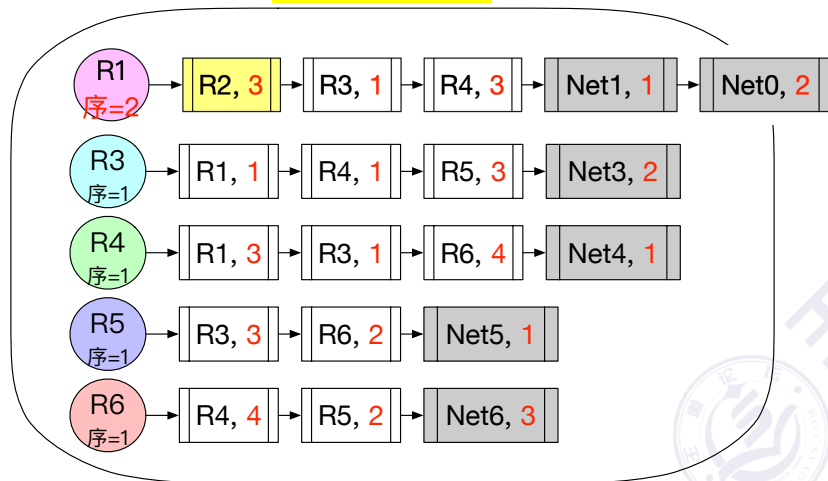 R1 序=2 R2, 3 R3, 1 R4, 3 Net1, 1 Net0, 2
R3 序=1 R1, 1 R4, 1 R5, 3 Net3, 2
R4 序=1 R1, 3 R3, 1 R6, 4 Net4, 1
R5 序=1 R3, 3 R6, 2 Net5, 1
R6 序=1 R4, 4 R5, 2 Net6, 3